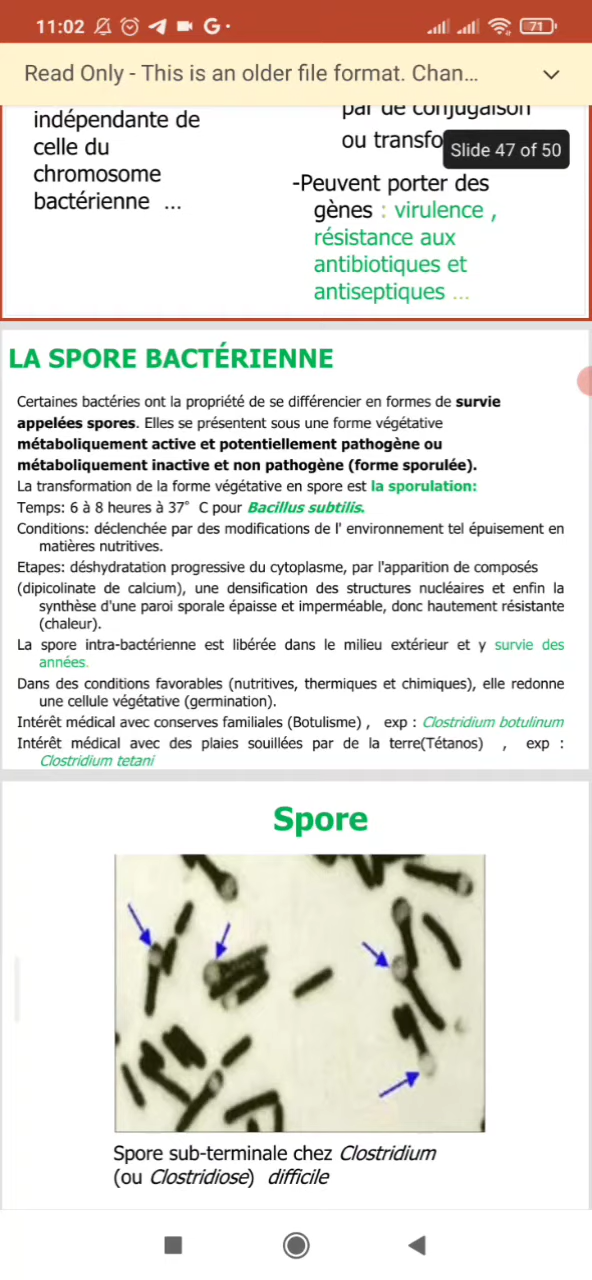 11:02 G
71
Read Only - This is an older file format. Chan...
indépendante de
celle du
chromosome
bactérienne ...
par de conjugaison
ou transfo
Slide 47 of 50
-Peuvent porter des
gènes : virulence ,
résistance aux
antibiotiques et
antiseptiques ...
LA SPORE BACTÉRIENNE
Certaines bactéries ont la propriété de se différencier en formes de survie
appelées spores. Elles se présentent sous une forme végétative
métaboliquement active et potentiellement pathogène ou
métaboliquement inactive et non pathogène (forme sporulée).
La transformation de la forme végétative en spore est la sporulation:
Temps: 6 à 8 heures à 37° C pour Bacillus subtilis.
Conditions: déclenchée par des modifications de l' environnement tel épuisement en
matières nutritives.
Etapes: déshydratation progressive du cytoplasme, par l'apparition de composés
(dipicolinate de calcium), une densification des structures nucléaires et enfin la
synthèse d'une paroi sporale épaisse et imperméable, donc hautement résistante
(chaleur).
La spore intra-bactérienne est libérée dans le milieu extérieur et y survie des
années.
Dans des conditions favorables (nutritives, thermiques et chimiques), elle redonne
une cellule végétative (germination).
Intérêt médical avec conserves familiales (Botulisme) , exp : Clostridium botulinum
Intérêt médical avec des plaies souillées par de la terre(Tétanos) , exp :
Clostridium tetani
Spore
Spore sub-terminale chez Clostridium
(ou Clostridiose) difficile